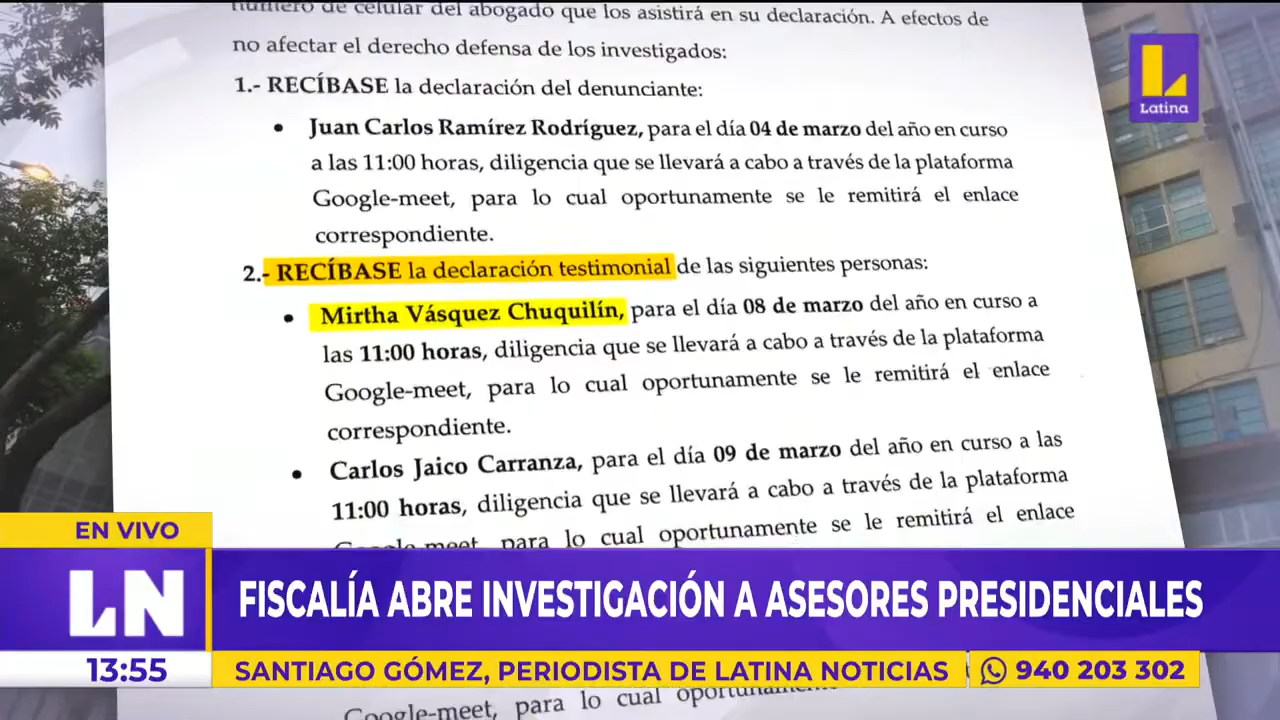 número de celular del abogado que los asistirá en su declaración. A efectos de
no afectar el derecho defensa de los investigados:
1.- RECÍBASE la declaración del denunciante:
• Juan Carlos Ramírez Rodríguez, para el día 04 de marzo del año en curso
a las 11:00 horas, diligencia que se llevará a cabo a través de la plataforma
Google-meet, para lo cual oportunamente se le remitirá el enlace
correspondiente.
2.- RECÍBASE la declaración testimonial de las siguientes personas:
• Mirtha Vásquez Chuquilín, para el día 08 de marzo del año en curso a
las 11:00 horas, diligencia que se llevará a cabo a través de la plataforma
Google-meet, para lo cual oportunamente se le remitirá el enlace
correspondiente.
• Carlos Jaico Carranza, para el día 09 de marzo del año en curso a las
11:00 horas, diligencia que se llevará a cabo a través de la plataforma
Google-meet, para lo cual oportunamente se le remitirá el enlace
Latina
EN VIVO
LN
FISCALÍA ABRE INVESTIGACIÓN A ASESORES PRESIDENCIALES
13:55
SANTIAGO GÓMEZ, PERIODISTA DE LATINA NOTICIAS
940 203 302
Google-meet, para lo cual oportunamente